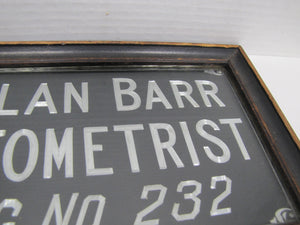 LAN BARR
TOMETRIST
G NO. 232